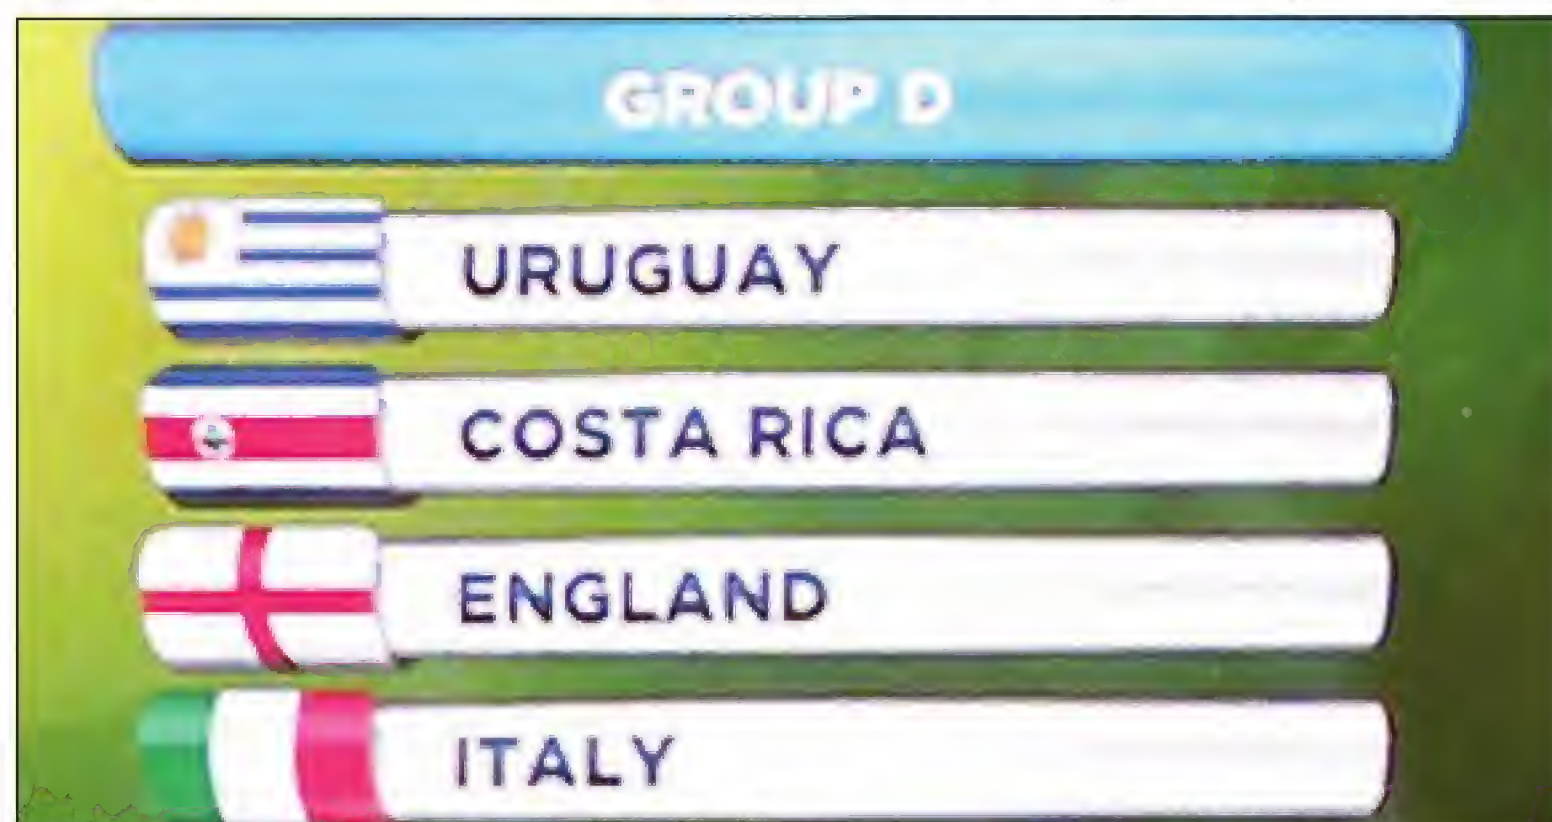 GROUP D
URUGUAY
COSTA RICA
ENGLAND
ITALY